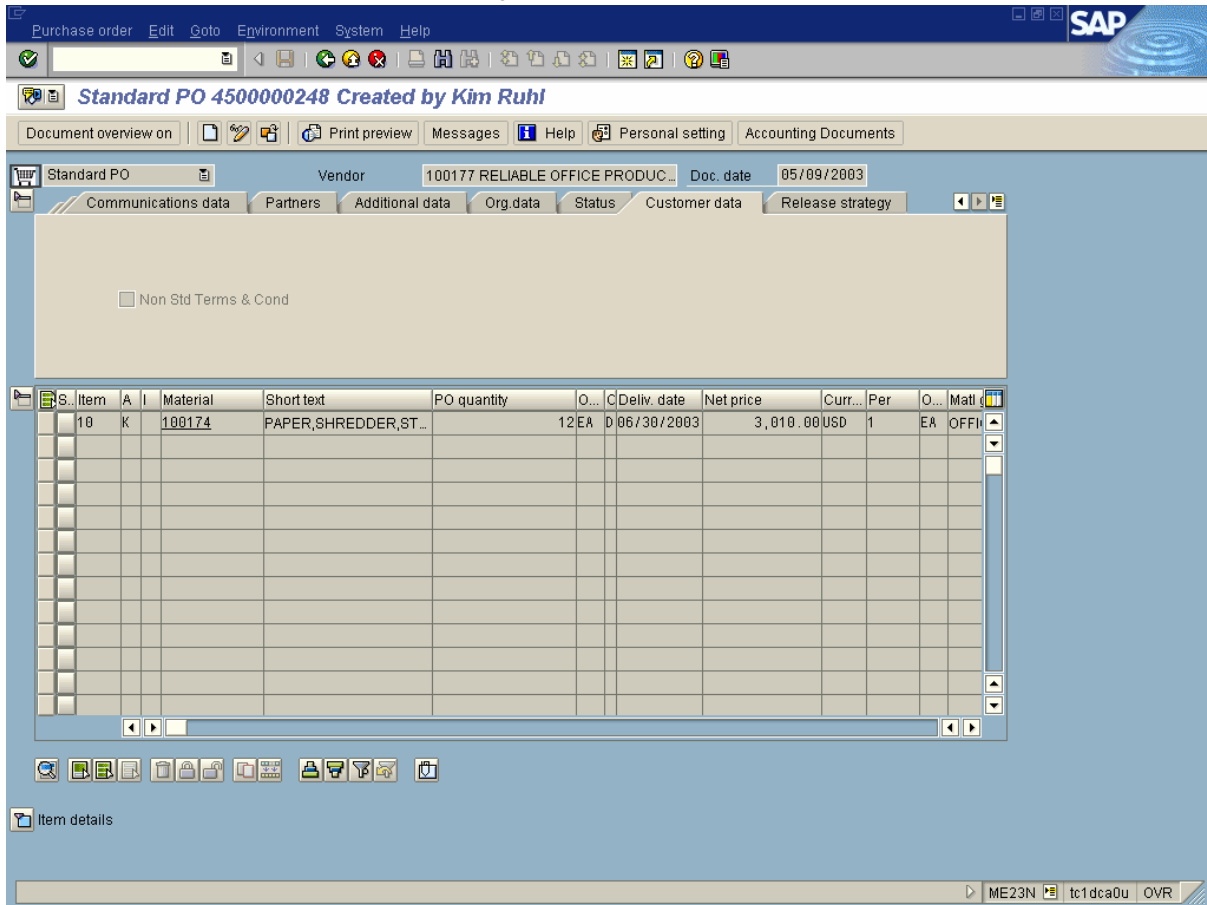 Purchase order Edit Goto Environment System Help
SAP
Standard PO 4500000248 Created by Kim Ruhl
Document overview on Print preview Messages Help Personal setting Accounting Documents
Standard PO Vendor 100177 RELIABLE OFFICE PRODUC... Doc. date 05/09/2003
Communications data Partners Additional data Org.data Status Customer data Release strategy
Non Std Terms & Cond
S.. Item A I Material Short text PO quantity O... C Deliv. date Net price Curr... Per O... Matl g
10 K 100174 PAPER,SHREDDER,ST... 12 EA D 06/30/2003 3,010.00 USD 1 EA OFFI
Item details
ME23N tc1dca0u OVR